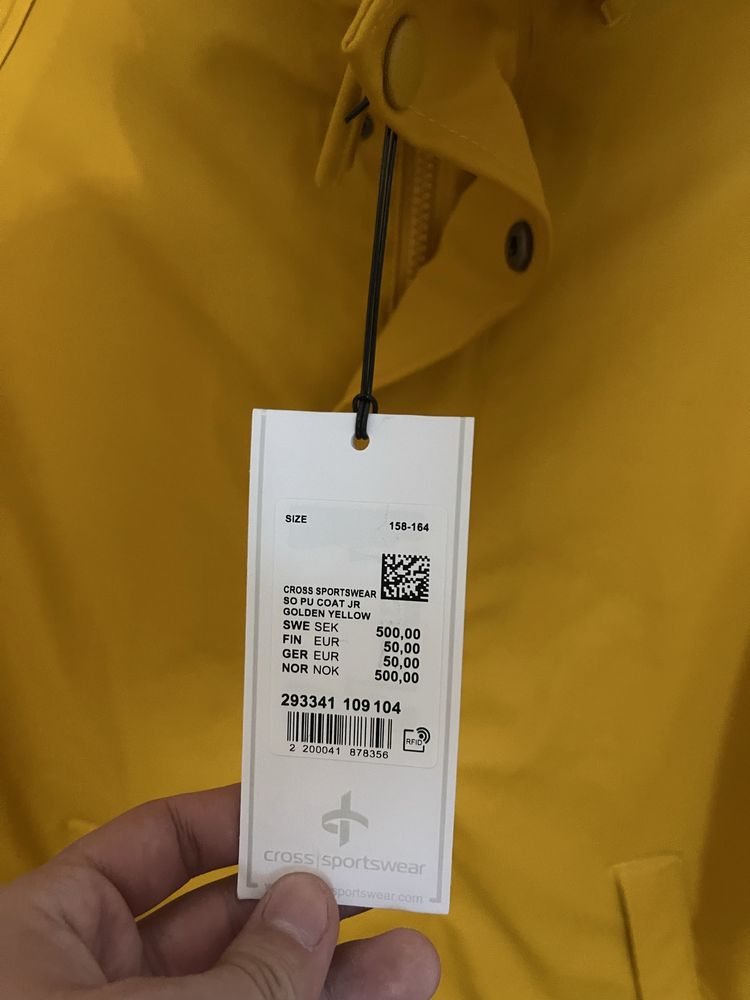 SIZE 158-164
CROSS SPORTSWEAR
SO PU COAT JR
GOLDEN YELLOW
SWE SEK 500,00
FIN EUR 50,00
GER EUR 50,00
NOR NOK 500,00
293341 109 104
RFID
2 200041 878356
cross|sportswear
sportswear.com